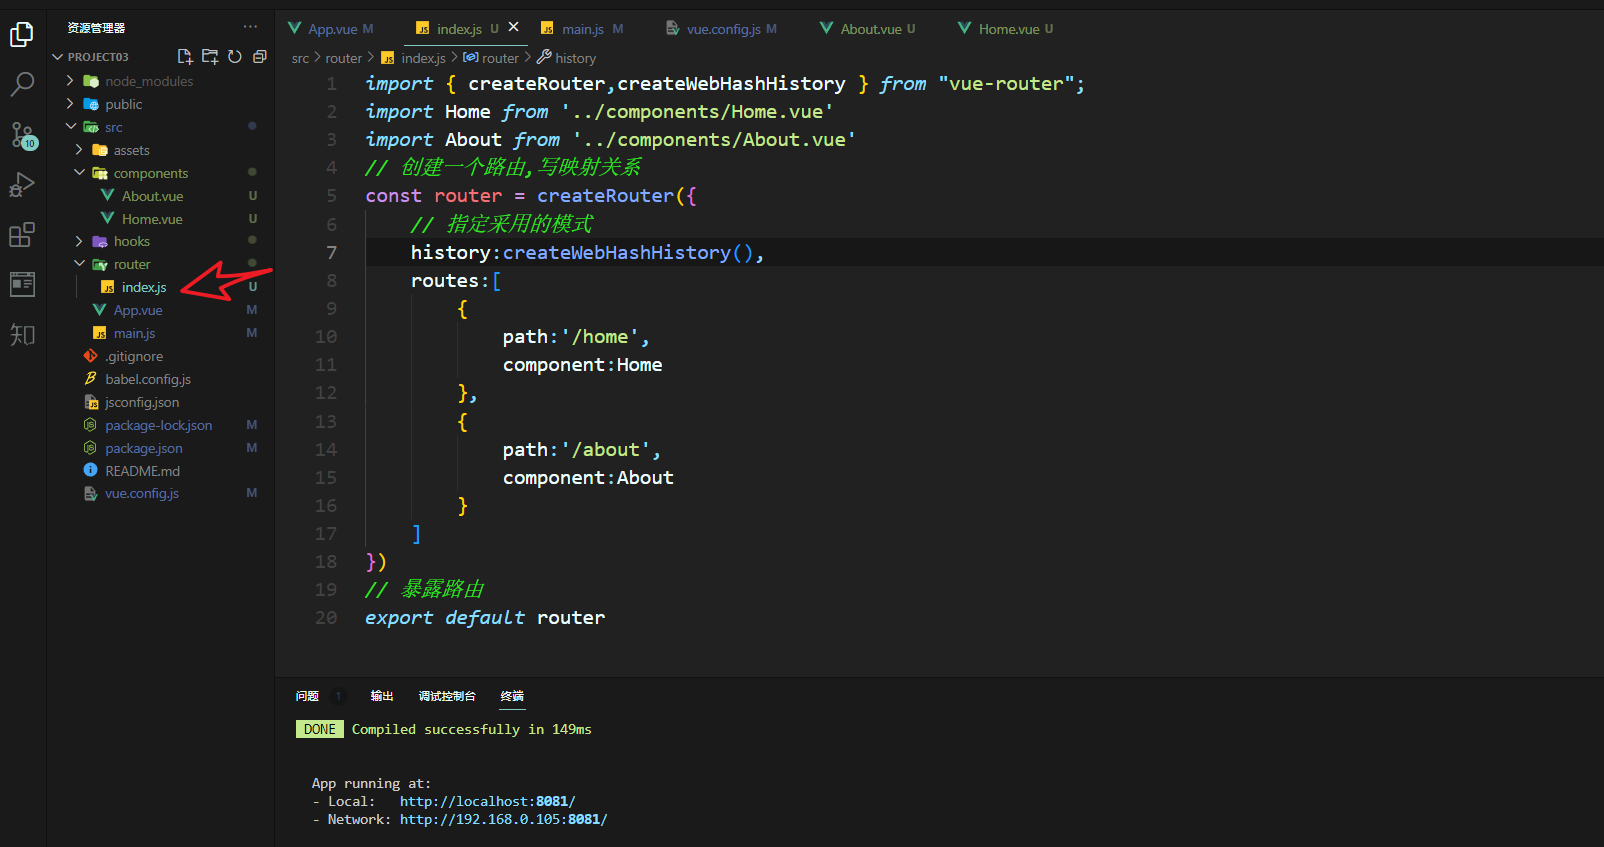 资源管理器 ···
PROJECT03
node_modules
public
src
assets
components
About.vue U
Home.vue U
hooks
router
index.js U
App.vue M
main.js M
.gitignore
babel.config.js
jsconfig.json
package-lock.json M
package.json M
README.md
vue.config.js M
10
知
App.vue M index.js U main.js M vue.config.js M About.vue U Home.vue U
src > router > index.js > router > history
1 import { createRouter,createWebHashHistory } from "vue-router";
2 import Home from '../components/Home.vue'
3 import About from '../components/About.vue'
4 // 创建一个路由,写映射关系
5 const router = createRouter({
6 // 指定采用的模式
7 history:createWebHashHistory(),
8 routes:[
9 {
10 path:'/home',
11 component:Home
12 },
13 {
14 path:'/about',
15 component:About
16 }
17 ]
18 })
19 // 暴露路由
20 export default router
问题 1 输出 调试控制台 终端
DONE Compiled successfully in 149ms
App running at:
- Local: http://localhost:8081/
- Network: http://192.168.0.105:8081/